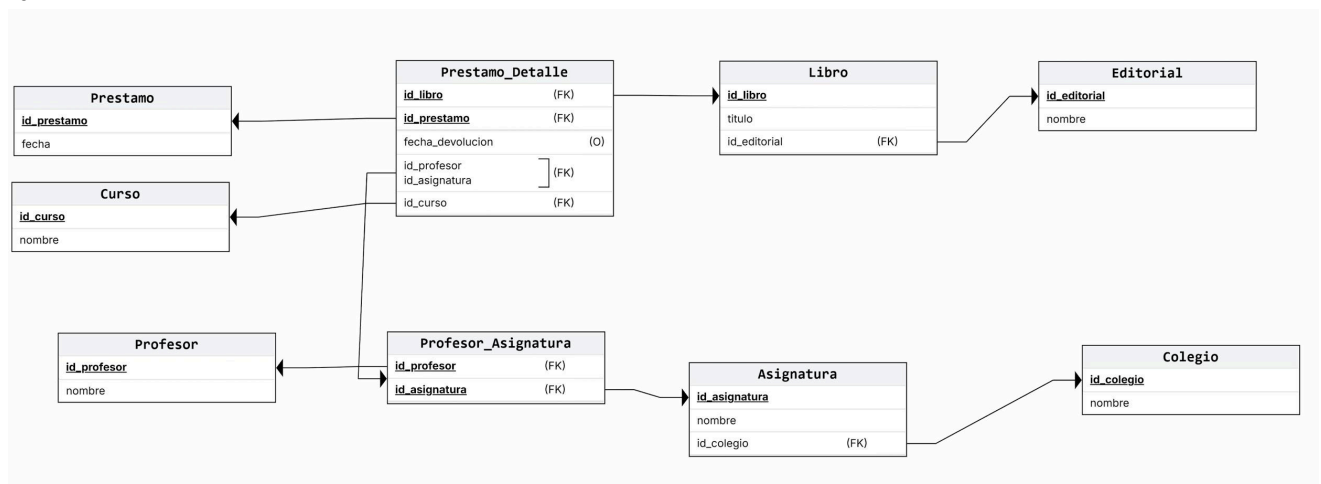 Prestamo
id_prestamo
fecha
Curso
id_curso
nombre
Prestamo_Detalle
id_libro (FK)
id_prestamo (FK)
fecha_devolucion (O)
id_profesor
id_asignatura (FK)
id_curso (FK)
Libro
id_libro
titulo
id_editorial (FK)
Editorial
id_editorial
nombre
Profesor
id_profesor
nombre
Profesor_Asignatura
id_profesor (FK)
id_asignatura (FK)
Asignatura
id_asignatura
nombre
id_colegio (FK)
Colegio
id_colegio
nombre